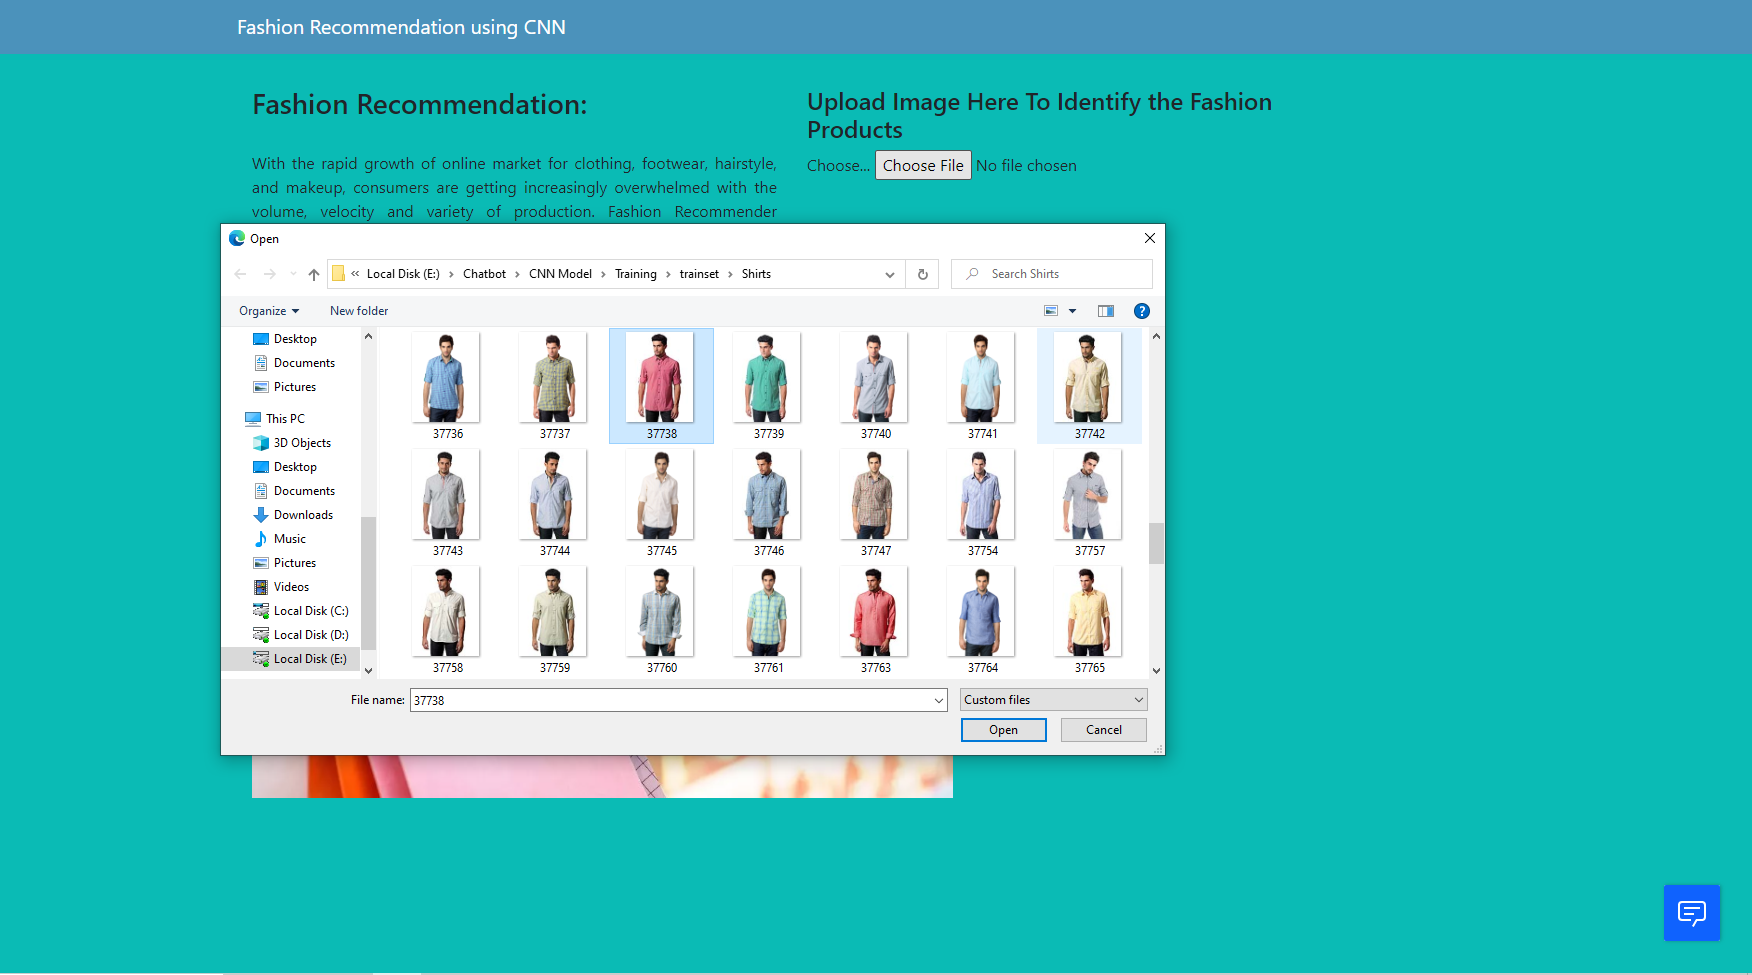 Fashion Recommendation using CNN
Fashion Recommendation:
With the rapid growth of online market for clothing, footwear, hairstyle,
and makeup, consumers are getting increasingly overwhelmed with the
volume, velocity and variety of production. Fashion Recommender
Upload Image Here To Identify the Fashion
Products
Choose... Choose File No file chosen
Open
« Local Disk (E:) › Chatbot › CNN Model › Training › trainset › Shirts
Search Shirts
Organize New folder
Desktop
Documents
Pictures
This PC
3D Objects
Desktop
Documents
Downloads
Music
Pictures
Videos
Local Disk (C:)
Local Disk (D:)
Local Disk (E:)
37736 37737 37738 37739 37740 37741 37742
37743 37744 37745 37746 37747 37754 37757
37758 37759 37760 37761 37763 37764 37765
File name: 37738 Custom files
Open Cancel